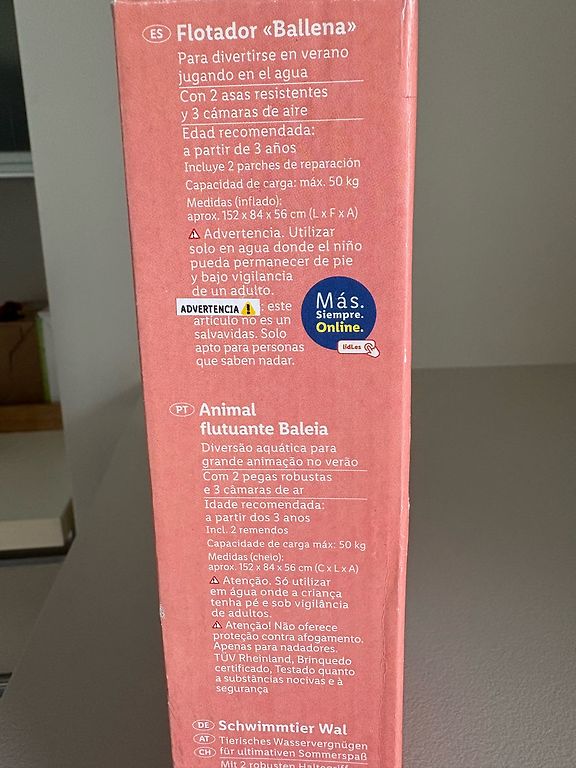 ES Flotador «Ballena»
Para divertirse en verano
jugando en el agua
Con 2 asas resistentes
y 3 cámaras de aire
Edad recomendada:
a partir de 3 años
Incluye 2 parches de reparación
Capacidad de carga: máx. 50 kg
Medidas (inflado):
aprox. 152 x 84 x 56 cm (L x F x A)
Advertencia. Utilizar
solo en agua donde el niño
pueda permanecer de pie
y bajo vigilancia
de un adulto.
ADVERTENCIA : este
artículo no es un
salvavidas. Solo
apto para personas
que saben nadar.
Más.
Siempre.
Online.
lidl.es
PT Animal
flutuante Baleia
Diversão aquática para
grande animação no verão
Com 2 pegas robustas
e 3 câmaras de ar
Idade recomendada:
a partir dos 3 anos
Incl. 2 remendos
Capacidade de carga máx: 50 kg
Medidas (cheio):
aprox. 152 x 84 x 56 cm (C x L x A)
Atenção. Só utilizar
em água onde a criança
tenha pé e sob vigilância
de adultos.
Atenção! Não oferece
proteção contra afogamento.
Apenas para nadadores.
TÜV Rheinland, Brinquedo
certificado, Testado quanto
a substâncias nocivas e à
segurança
DE Schwimmtier Wal
AT Tierisches Wasservergnügen
CH für ultimativen Sommerspaß
Mit 2 robusten Haltegriff